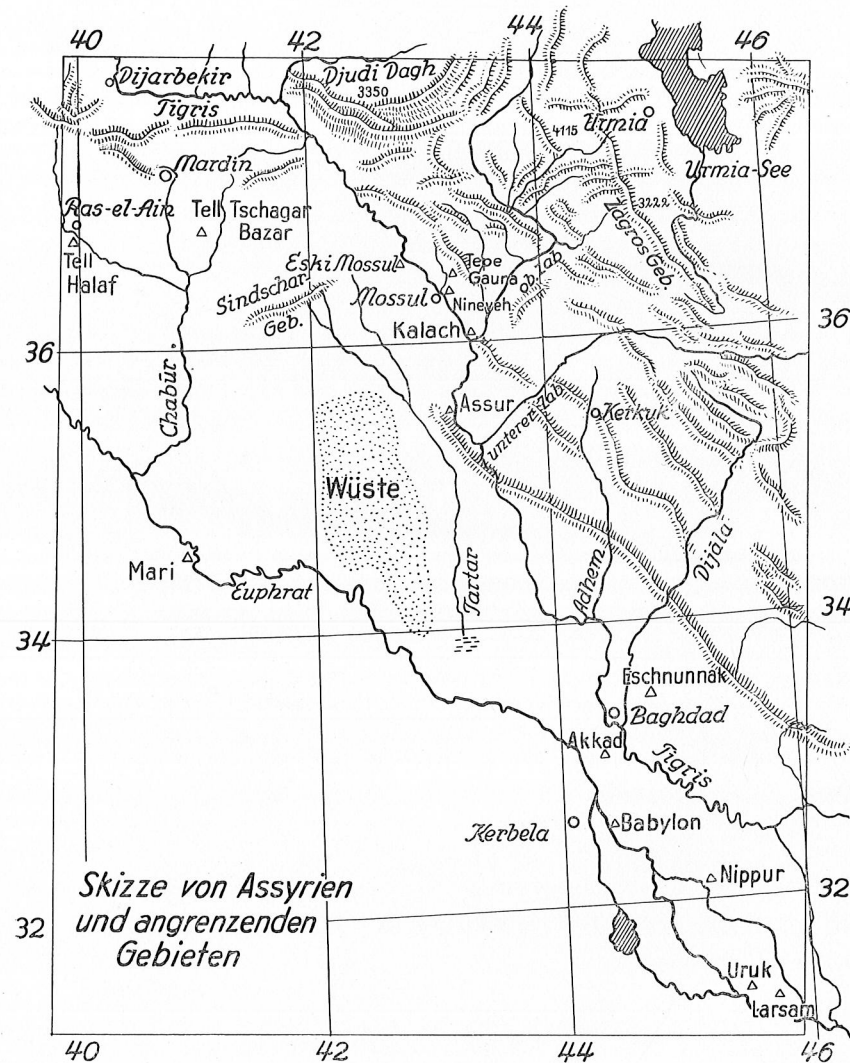 40
42
44
46
Dijarbekir
Djudi Dagh
3350
Tigris
4115
Urmia
Urmia-See
Mardin
Ras-el-Ain
Tell Tschagar
Bazar
3222
Zagros Geb.
Tell
Halaf
Eski Mossul
Tepe
Gaura
Ob.-ab
Sindschar
Geb.
Mossul
Nineveh
Kalach
36
36
Chabur
Assur
unterer Zab
Kerkuk
Wüste
Mari
Euphrat
Tartar
Adhem
Dijala
34
34
Eschnunnak
Baghdad
Akkad
Tigris
Kerbela
Babylon
Nippur
Skizze von Assyrien
und angrenzenden
Gebieten
32
32
Uruk
Larsam
40
42
44
46